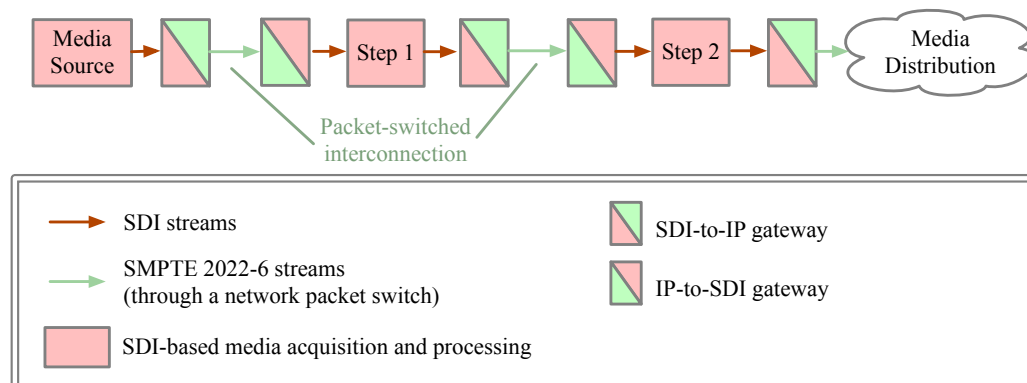 Media
Source
Step 1
Step 2
Media
Distribution
Packet-switched
interconnection
SDI streams
SMPTE 2022-6 streams
(through a network packet switch)
SDI-based media acquisition and processing
SDI-to-IP gateway
IP-to-SDI gateway